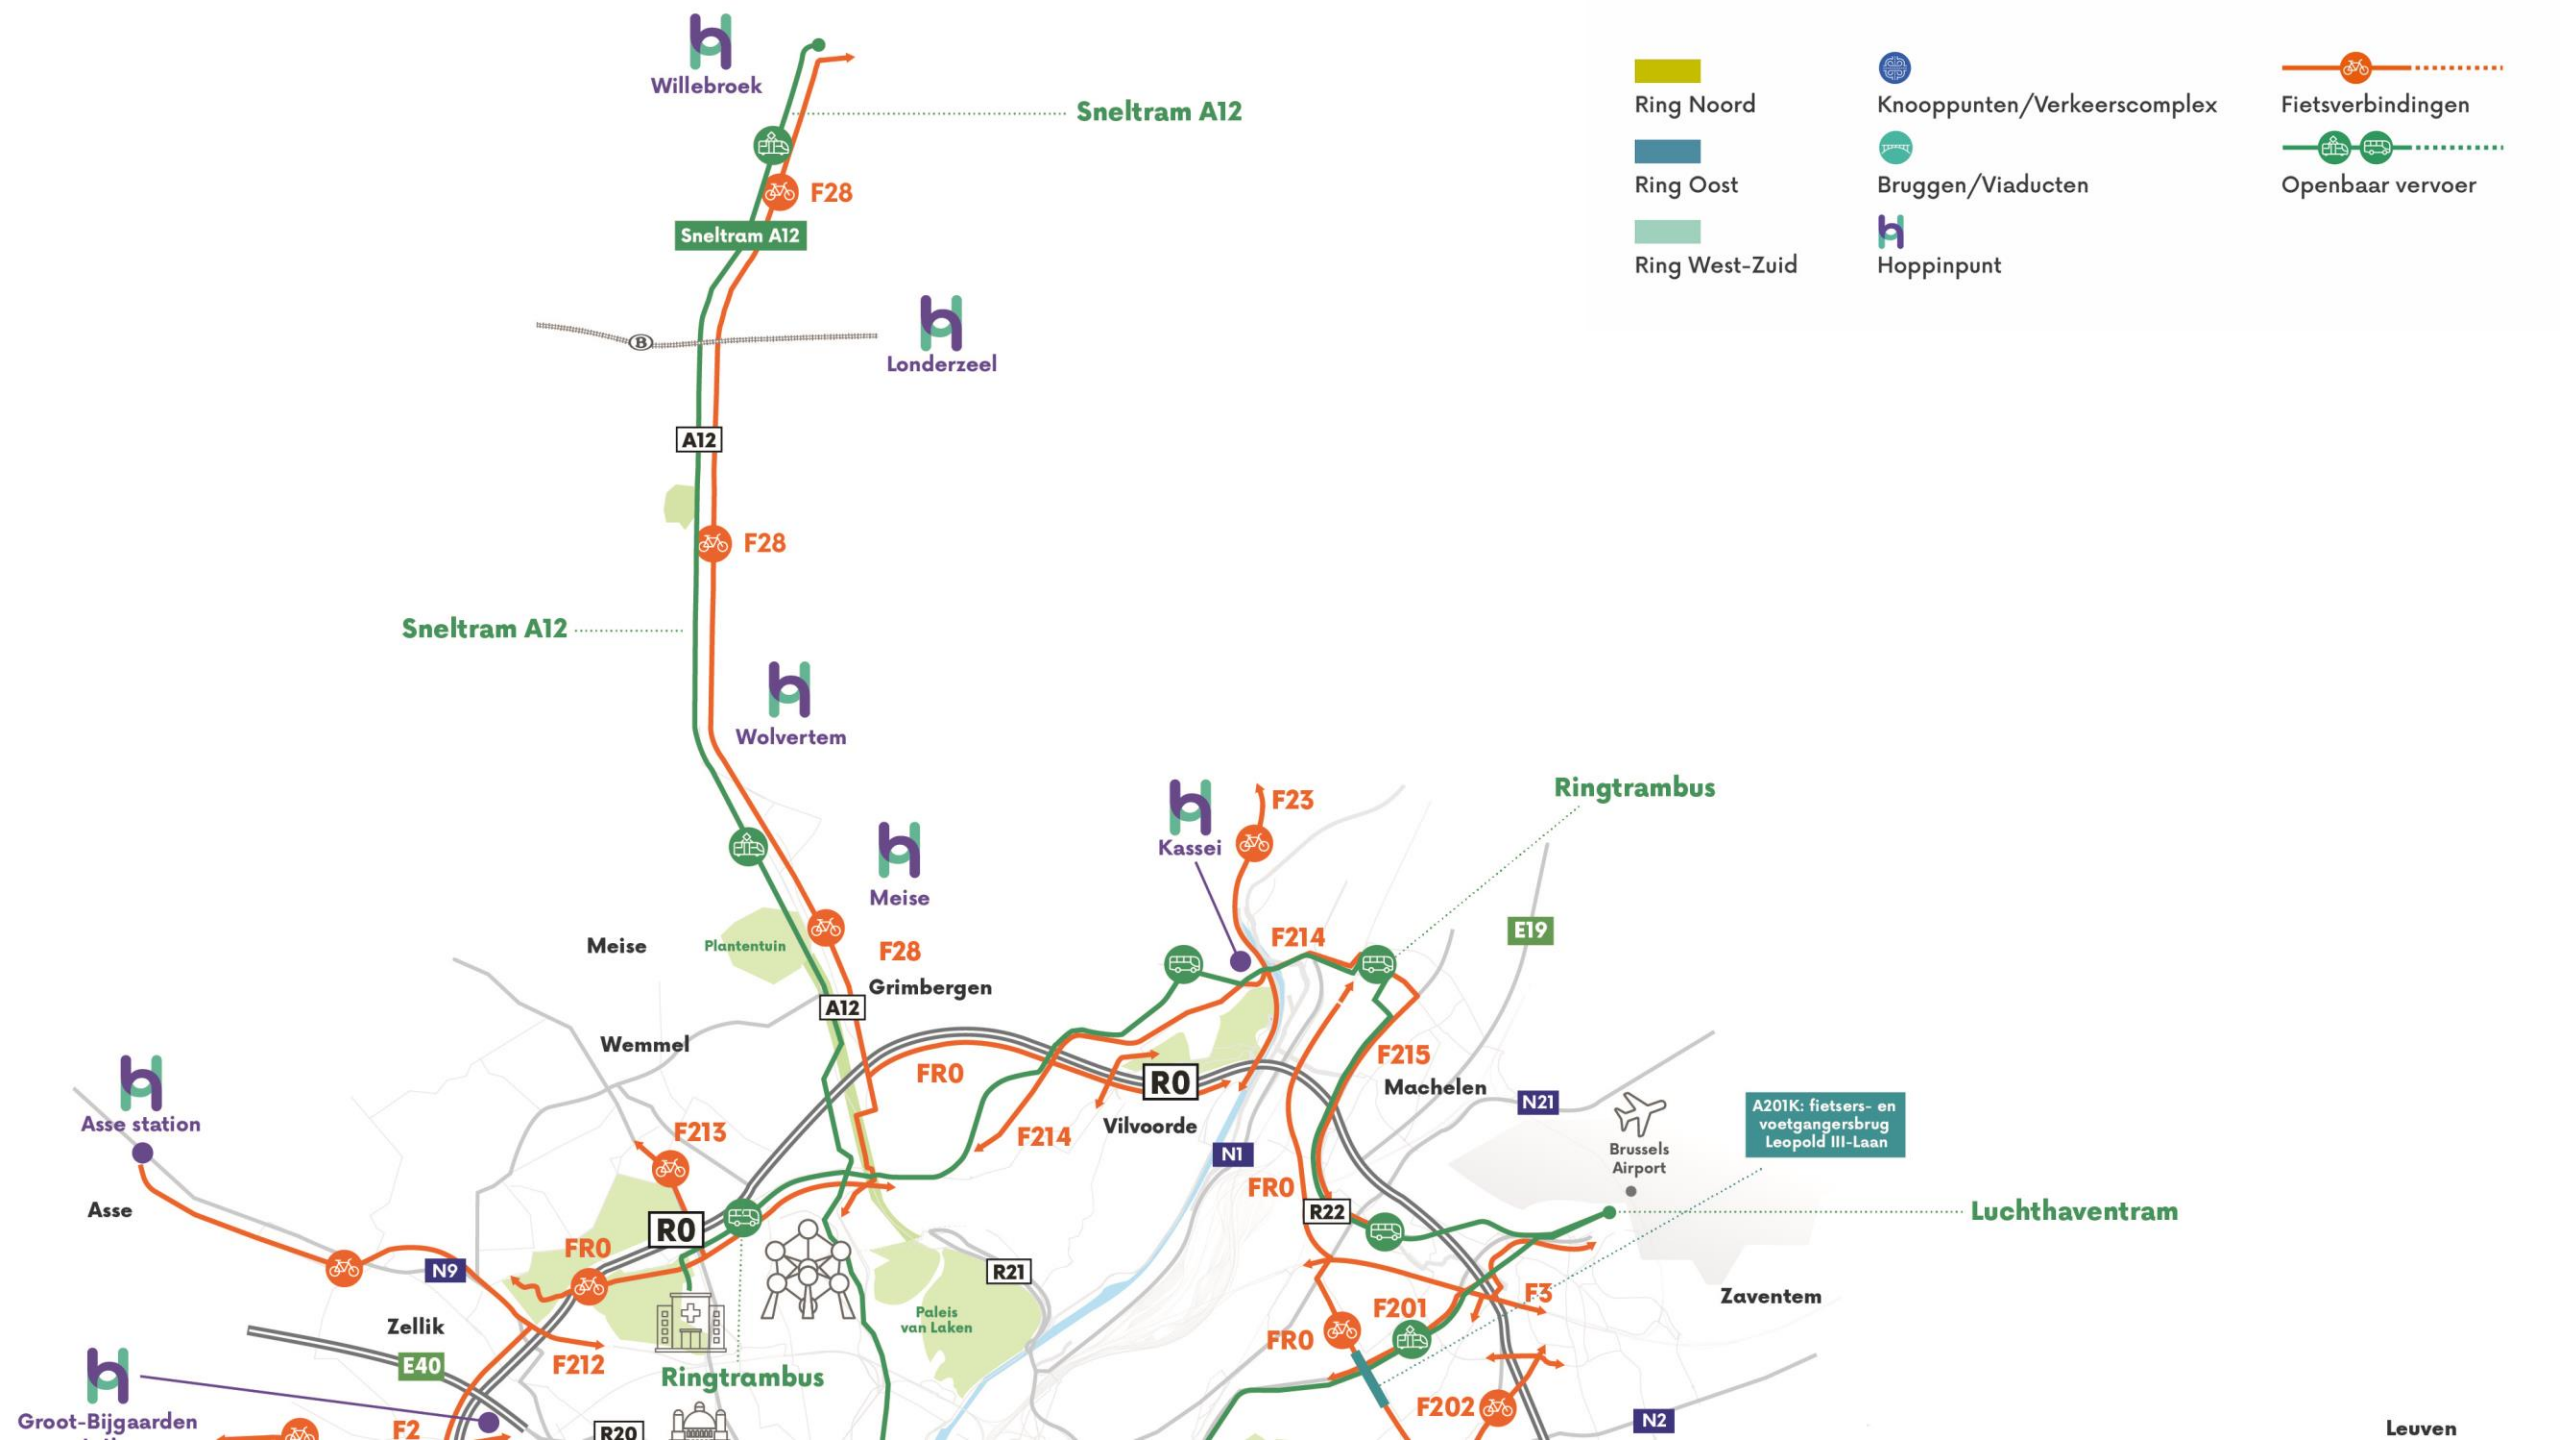 Willebroek
Sneltram A12
F28
Sneltram A12
B
Londerzeel
A12
F28
Sneltram A12
Wolvertem
Ring Noord
Ring Oost
Ring West-Zuid
Knooppunten/Verkeerscomplex
Bruggen/Viaducten
Hoppinpunt
Fietsverbindingen
Openbaar vervoer
Ringtrambus
F23
Kassei
Meise
E19
F214
Meise
Plantentuin
F28
Grimbergen
A12
Wemmel
FR0
R0
F215
Machelen
N21
A201K: fietsers- en
voetgangersbrug
Leopold III-Laan
Asse station
F213
F214
Vilvoorde
N1
Brussels
Airport
FR0
R22
Luchthaventram
Asse
R0
FR0
N9
R21
F3
Zaventem
F201
Paleis
van Laken
FR0
Zellik
E40
F212
Ringtrambus
F202
Groot-Bijgaarden
F2
R20
N2
Leuven